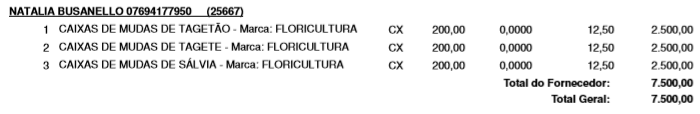 NATALIA BUSANELLO 07694177950 (25667)
1 CAIXAS DE MUDAS DE TAGETÃO - Marca: FLORICULTURA CX 200,00 0,0000 12,50 2.500,00
2 CAIXAS DE MUDAS DE TAGETE - Marca: FLORICULTURA CX 200,00 0,0000 12,50 2.500,00
3 CAIXAS DE MUDAS DE SÁLVIA - Marca: FLORICULTURA CX 200,00 0,0000 12,50 2.500,00
Total do Fornecedor: 7.500,00
Total Geral: 7.500,00